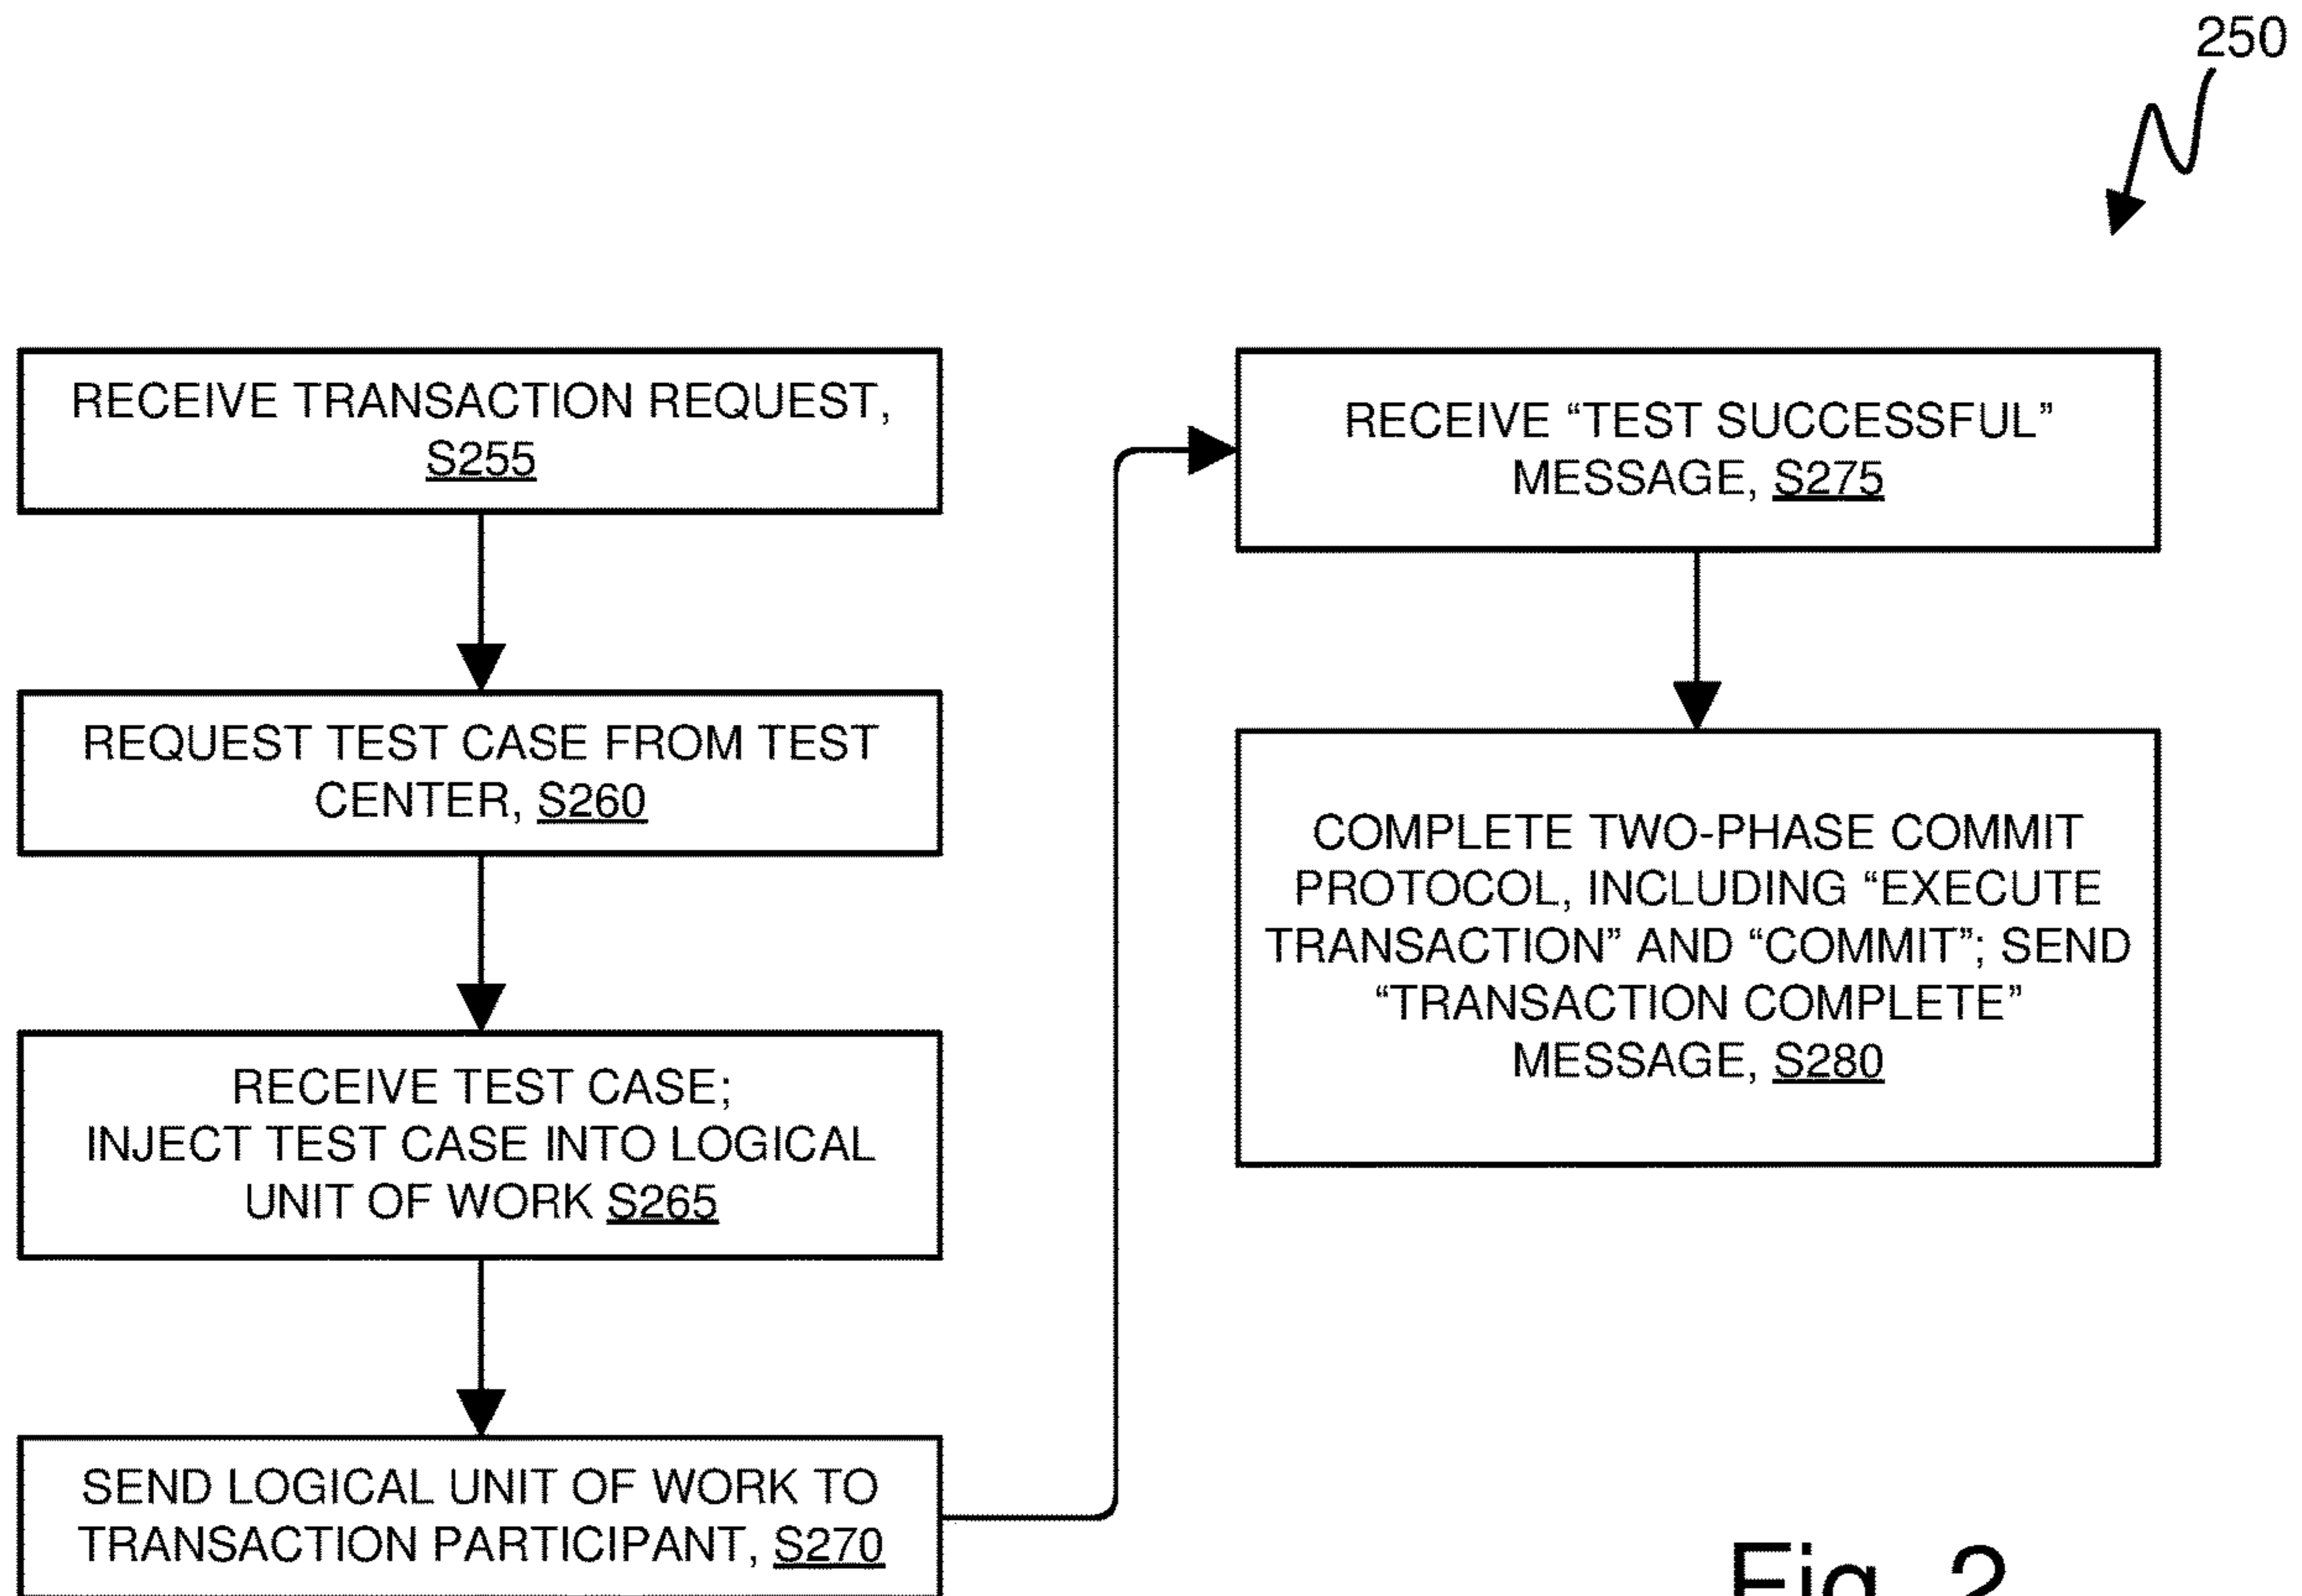 250
RECEIVE TRANSACTION REQUEST,
S255
REQUEST TEST CASE FROM TEST
CENTER, S260
RECEIVE TEST CASE;
INJECT TEST CASE INTO LOGICAL
UNIT OF WORK S265
SEND LOGICAL UNIT OF WORK TO
TRANSACTION PARTICIPANT, S270
RECEIVE “TEST SUCCESSFUL”
MESSAGE, S275
COMPLETE TWO-PHASE COMMIT
PROTOCOL, INCLUDING “EXECUTE
TRANSACTION” AND “COMMIT”; SEND
“TRANSACTION COMPLETE”
MESSAGE, S280
Fig. 2